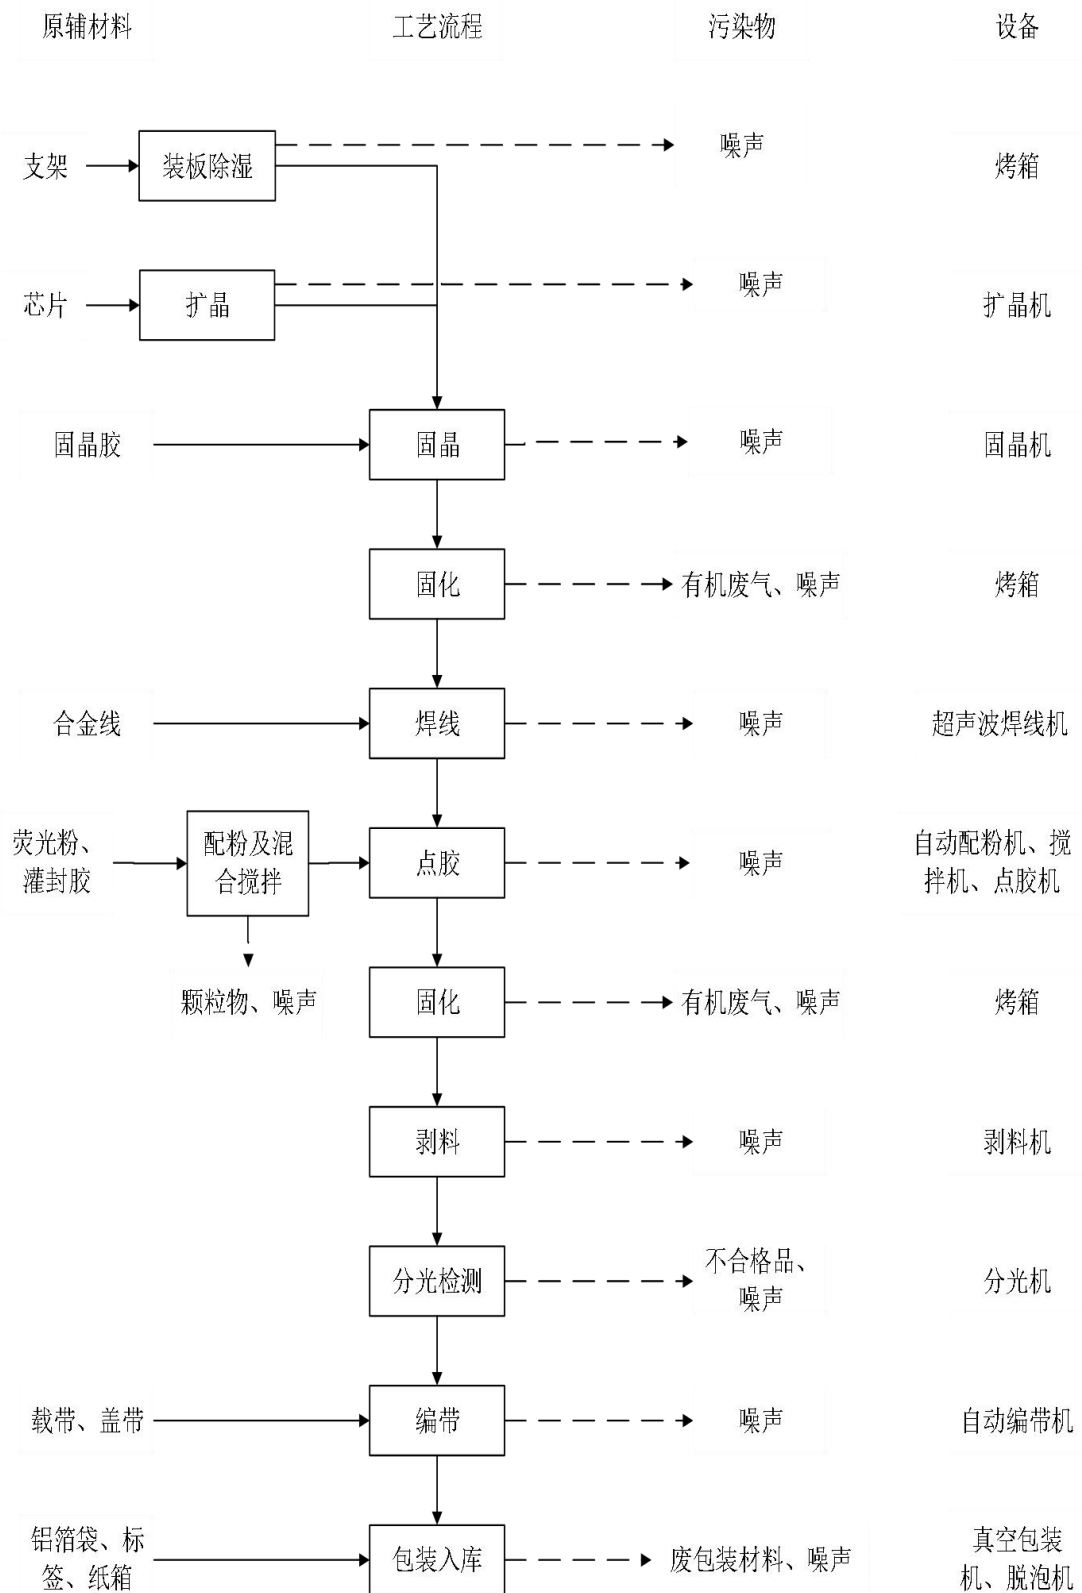 原辅材料 工艺流程 污染物 设备
支架 装板除湿 噪声 烤箱
芯片 扩晶 噪声 扩晶机
固晶胶 固晶 噪声 固晶机
固化 有机废气、噪声 烤箱
合金线 焊线 噪声 超声波焊线机
荧光粉、
灌封胶
配粉及混
合搅拌
点胶
噪声
自动配粉机、搅
拌机、点胶机
颗粒物、噪声
固化 有机废气、噪声 烤箱
剥料 噪声 剥料机
分光检测
不合格品、
噪声
分光机
载带、盖带 编带 噪声 自动编带机
铝箔袋、标
签、纸箱
包装入库
废包装材料、噪声
真空包装
机、脱泡机